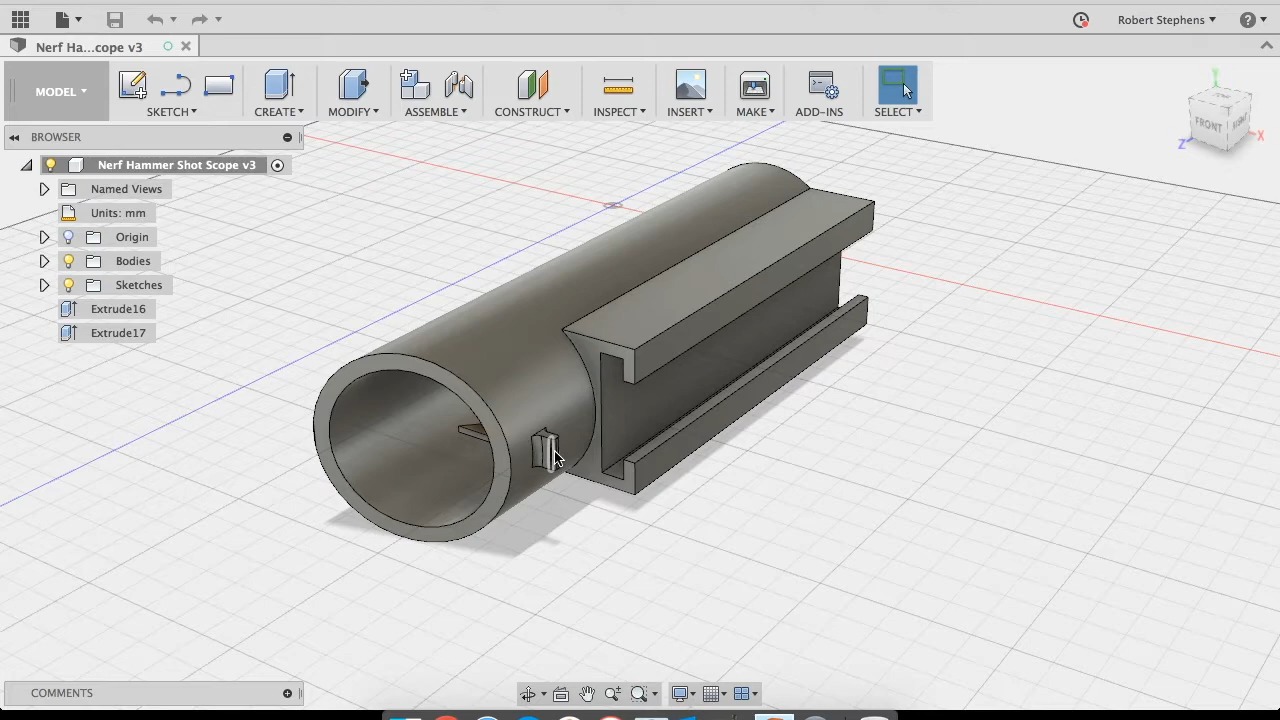 Robert Stephens
Nerf Ha...cope v3
MODEL
SKETCH
CREATE
MODIFY
ASSEMBLE
CONSTRUCT
INSPECT
INSERT
MAKE
ADD-INS
SELECT
FRONT
RIGHT
X
Y
Z
BROWSER
Nerf Hammer Shot Scope v3
Named Views
Units: mm
Origin
Bodies
Sketches
Extrude16
Extrude17
COMMENTS